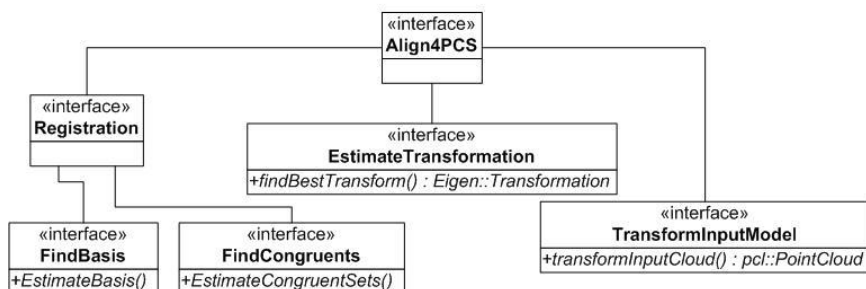 «interface»
Align4PCS
«interface»
Registration
«interface»
EstimateTransformation
+findBestTransform() : Eigen::Transformation
«interface»
FindBasis
+EstimateBasis()
«interface»
FindCongruents
+EstimateCongruentSets()
«interface»
TransformInputModel
+transformInputCloud() : pcl::PointCloud